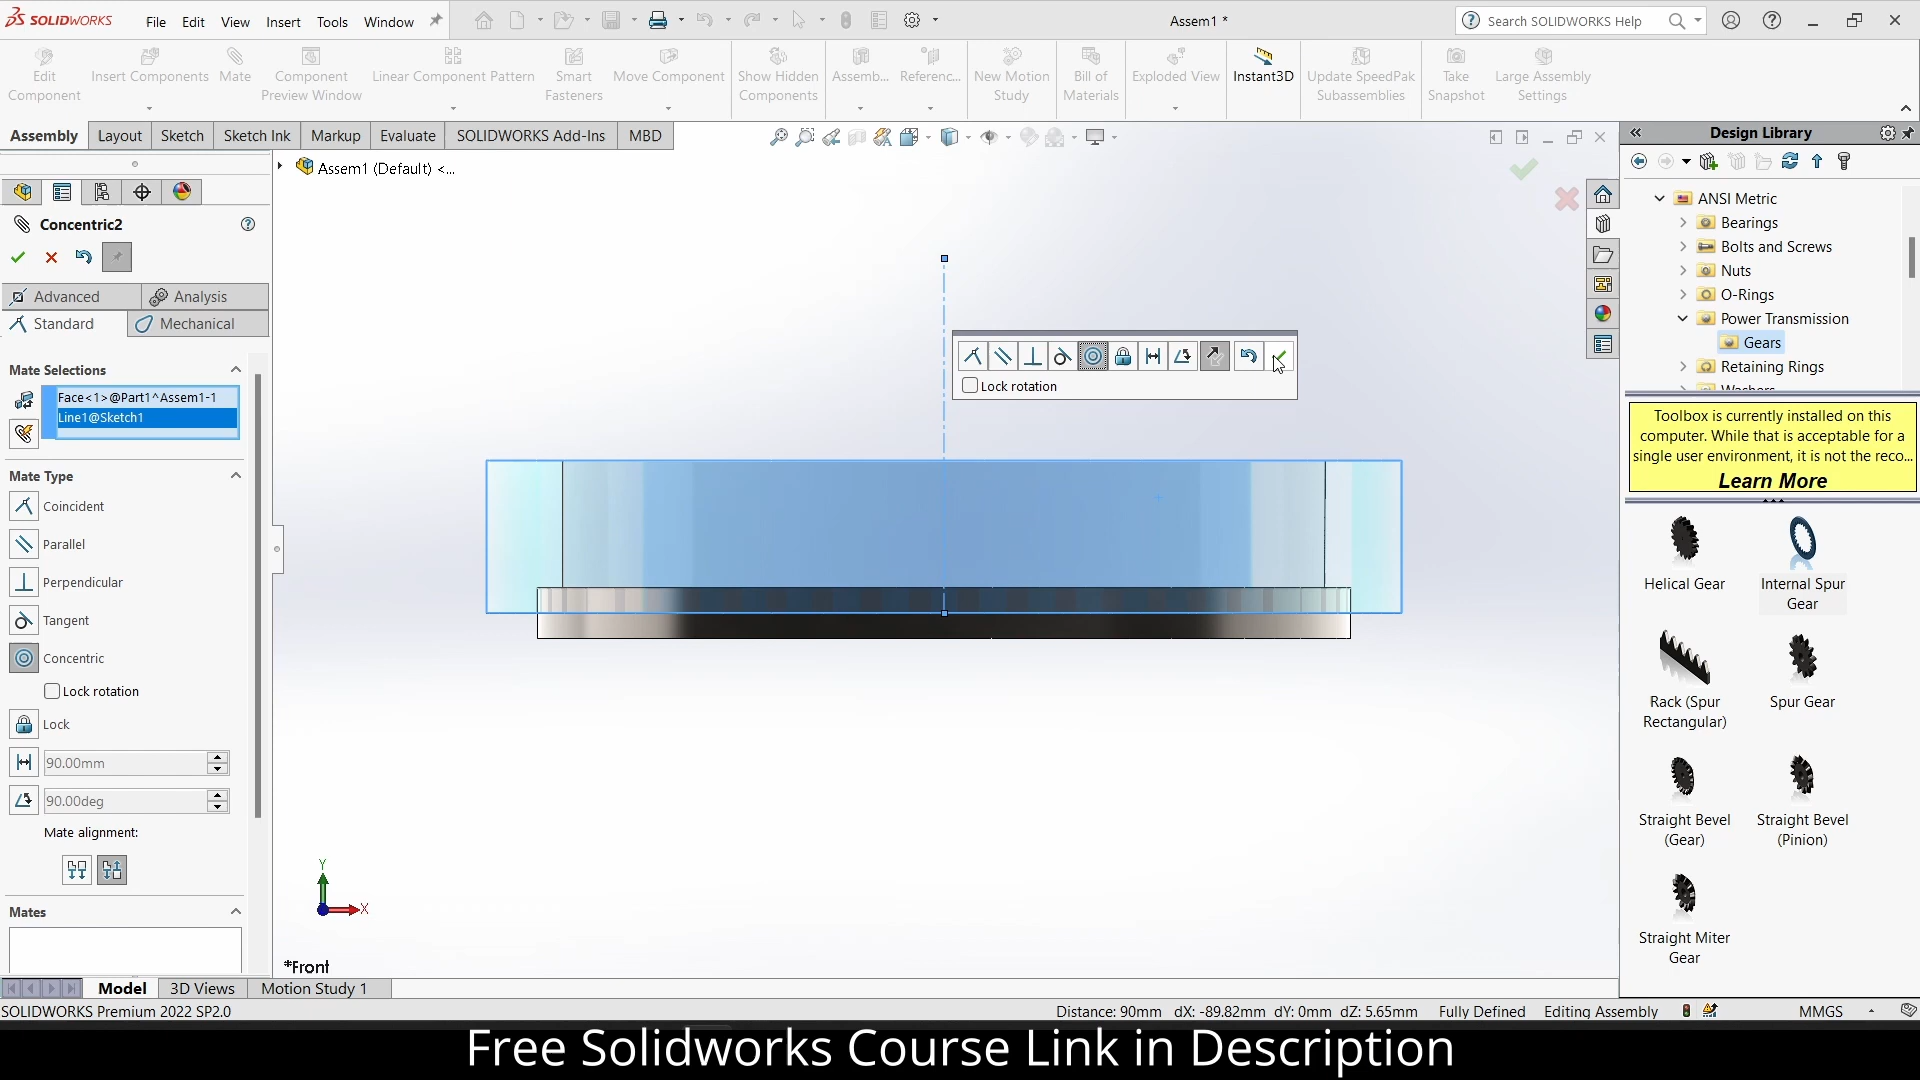 SOLIDWORKS
File Edit View Insert Tools Window
Assem1 *
Search SOLIDWORKS Help
Edit Component
Insert Components
Mate
Component Preview Window
Linear Component Pattern
Smart Fasteners
Move Component
Show Hidden Components
Assemb...
Referenc...
New Motion Study
Bill of Materials
Exploded View
Instant3D
Update SpeedPak Subassemblies
Take Snapshot
Large Assembly Settings
Assembly Layout Sketch Sketch Ink Markup Evaluate SOLIDWORKS Add-Ins MBD
Assem1 (Default) <...
Concentric2
Advanced
Analysis
Standard
Mechanical
Mate Selections
Face<1>@Part1^Assem1-1
Line1@Sketch1
Mate Type
Coincident
Parallel
Perpendicular
Tangent
Concentric
Lock rotation
Lock
90.00mm
90.00deg
Mate alignment:
Mates
Lock rotation
Y
X
*Front
Design Library
ANSI Metric
Bearings
Bolts and Screws
Nuts
O-Rings
Power Transmission
Gears
Retaining Rings
Washers
Toolbox is currently installed on this
computer. While that is acceptable for a
single user environment, it is not the reco...
Learn More
Helical Gear
Internal Spur Gear
Rack (Spur Rectangular)
Spur Gear
Straight Bevel (Gear)
Straight Bevel (Pinion)
Straight Miter Gear
Model 3D Views Motion Study 1
SOLIDWORKS Premium 2022 SP2.0
Distance: 90mm dX: -89.82mm dY: 0mm dZ: 5.65mm Fully Defined Editing Assembly MMGS
Free Solidworks Course Link in Description